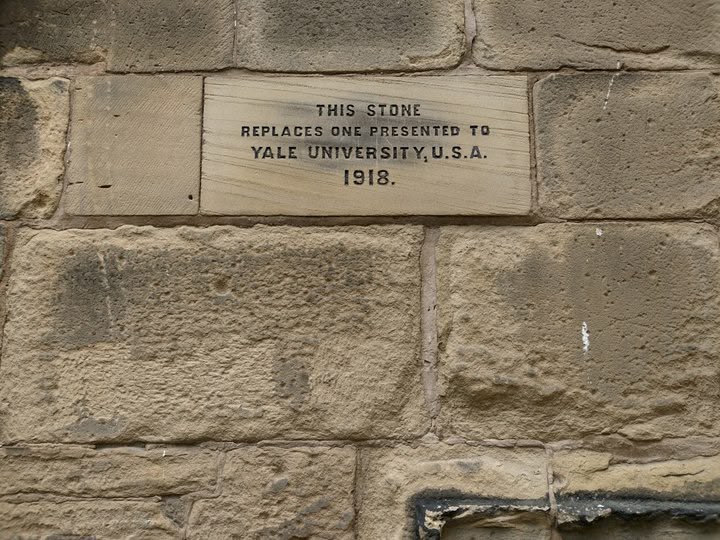 THIS STONE
REPLACES ONE PRESENTED TO
YALE UNIVERSITY, U.S.A.
1918.